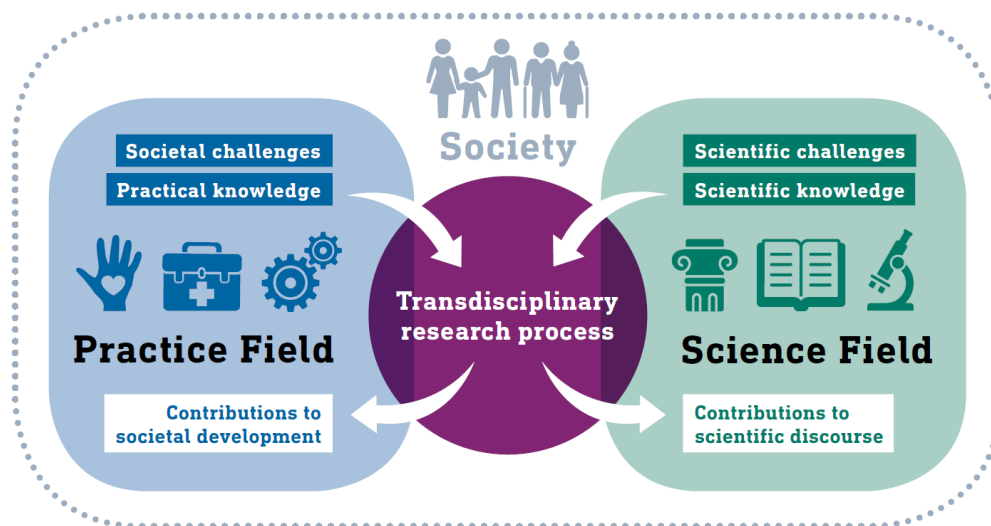 Society
Societal challenges
Practical knowledge
Practice Field
Contributions to
societal development
Transdisciplinary
research process
Scientific challenges
Scientific knowledge
Science Field
Contributions to
scientific discourse